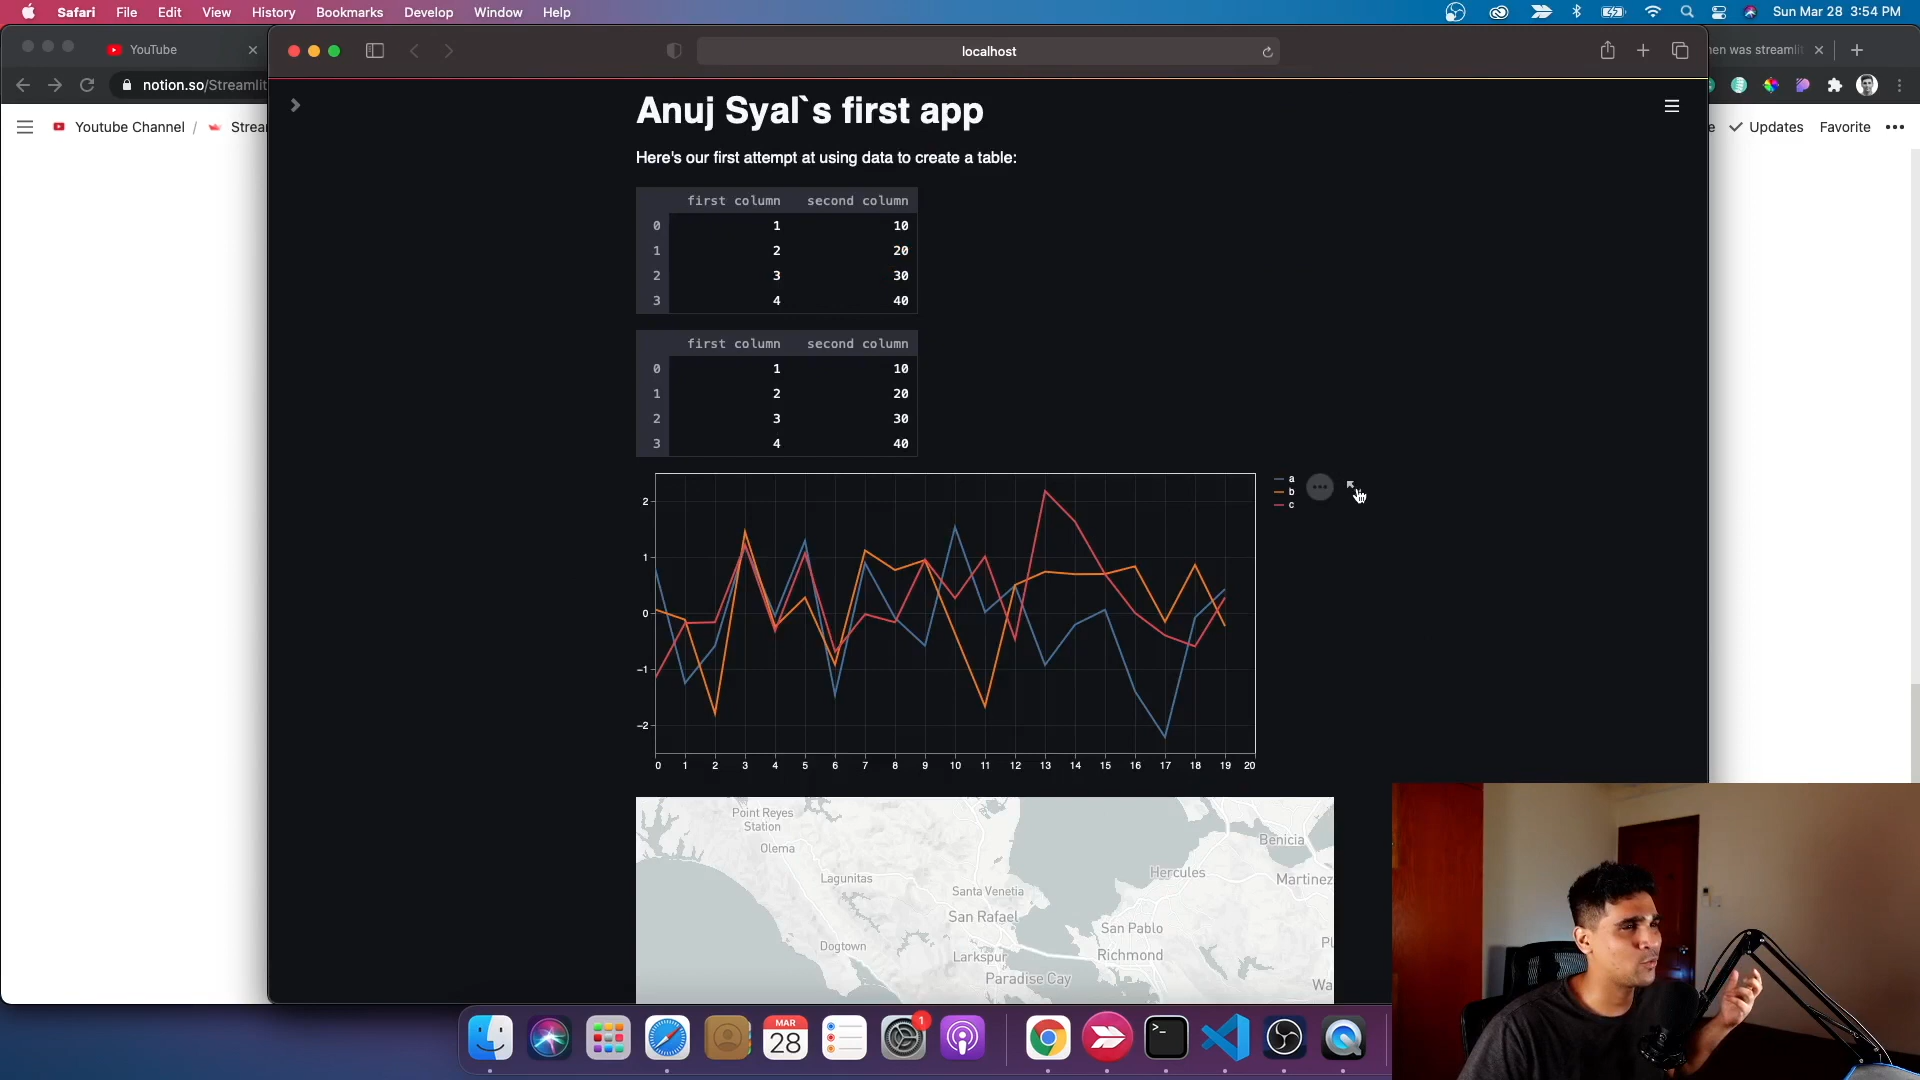 Safari File Edit View History Bookmarks Develop Window Help
Sun Mar 28 3:54 PM
YouTube
localhost
notion.so/Streamlit
Youtube Channel /
Updates Favorite
Anuj Syal`s first app
Here's our first attempt at using data to create a table:
first column second column
0 1 10
1 2 20
2 3 30
3 4 40
first column second column
0 1 10
1 2 20
2 3 30
3 4 40
a
b
c
2
1
0
−1
−2
0 1 2 3 4 5 6 7 8 9 10 11 12 13 14 15 16 17 18 19 20
Point Reyes
Station
Olema
Benicia
Lagunitas
Hercules
Martinez
Santa Venetia
San Rafael
San Pablo
Dogtown
Larkspur
Richmond
Paradise Cay
1
MAR
28